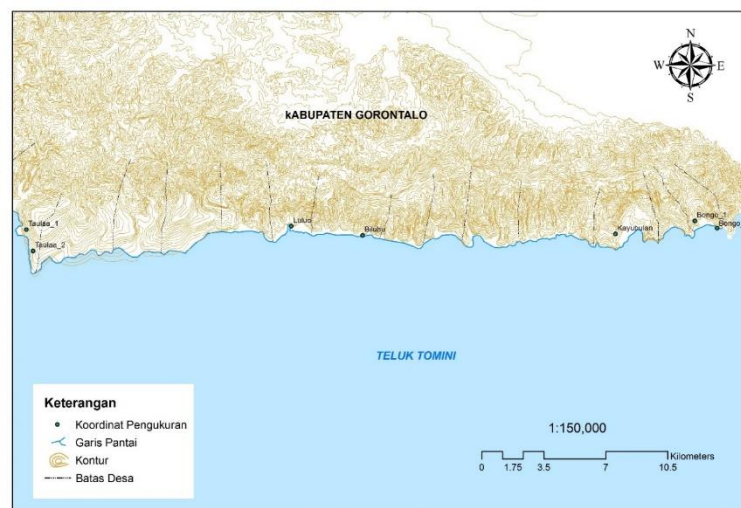 N
W E
S
kABUPATEN GORONTALO
Taulaa_1
Taulaa_2
Biluhu
Kayubulan
Bongo_1
Bongo
TELUK TOMINI
Keterangan
Koordinat Pengukuran
Garis Pantai
Kontur
Batas Desa
1:150,000
Kilometers
0 1.75 3.5 7 10.5